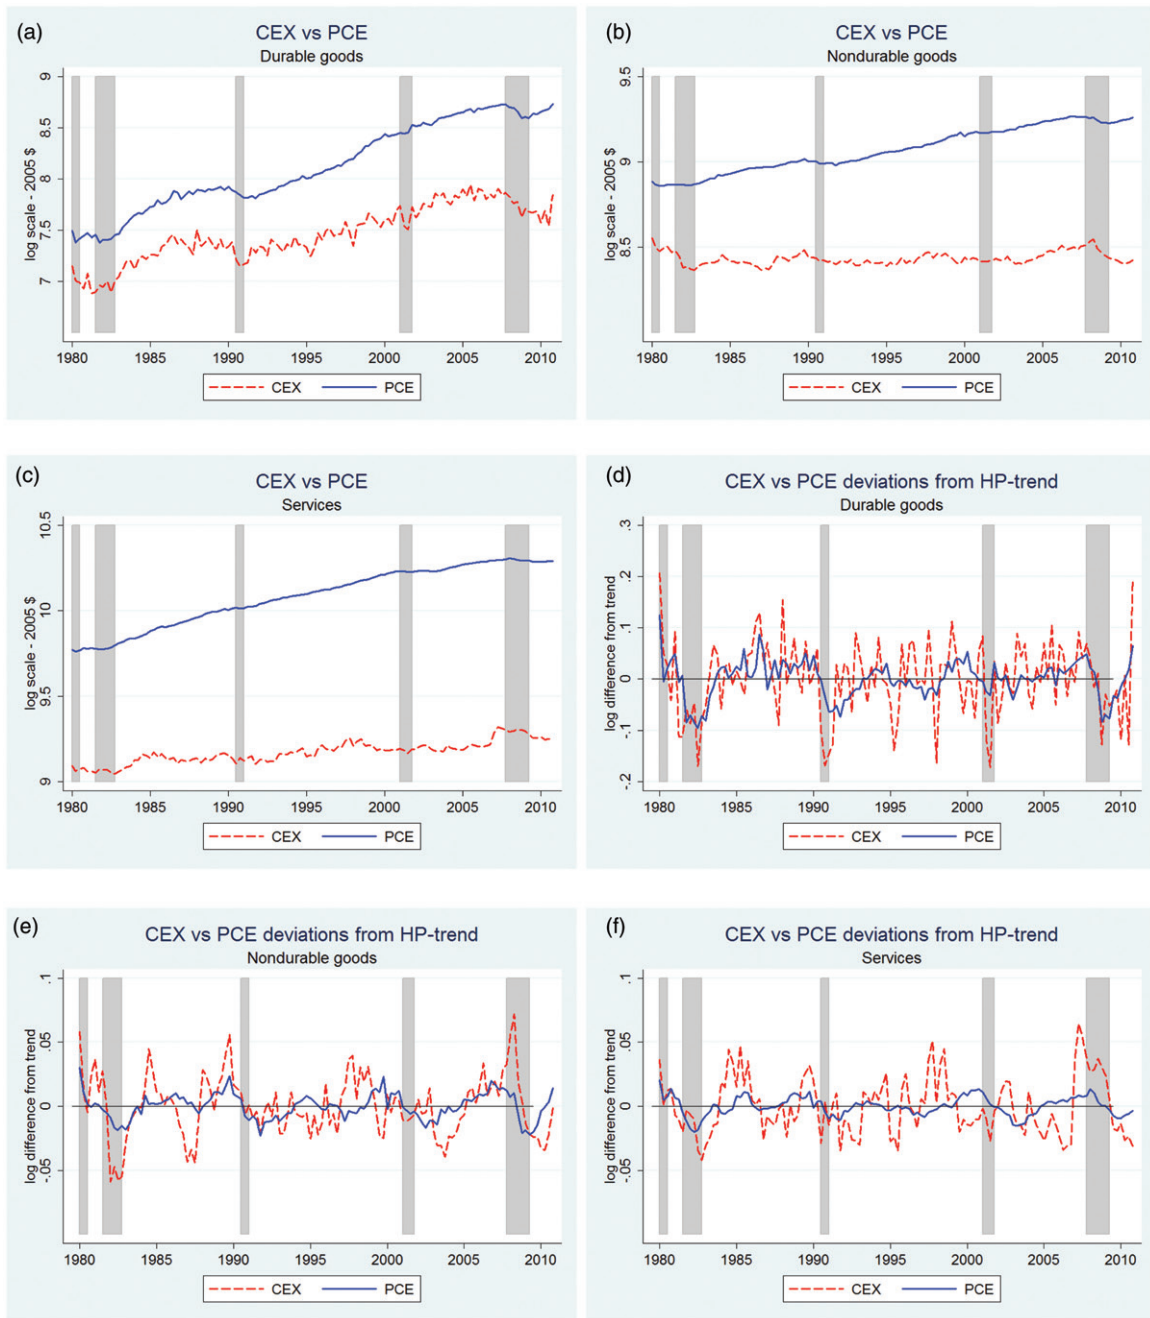 (a)
CEX vs PCE
Durable goods
log scale - 2005 $
9
8.5
8
7.5
7
1980 1985 1990 1995 2000 2005 2010
CEX PCE
(b)
CEX vs PCE
Nondurable goods
log scale - 2005 $
9.5
9
8.5
1980 1985 1990 1995 2000 2005 2010
CEX PCE
(c)
CEX vs PCE
Services
log scale - 2005 $
10.5
10
9.5
9
1980 1985 1990 1995 2000 2005 2010
CEX PCE
(d)
CEX vs PCE deviations from HP-trend
Durable goods
log difference from trend
.3
.2
.1
0
-.1
-.2
1980 1985 1990 1995 2000 2005 2010
CEX PCE
(e)
CEX vs PCE deviations from HP-trend
Nondurable goods
log difference from trend
.1
.05
0
-.05
1980 1985 1990 1995 2000 2005 2010
CEX PCE
(f)
CEX vs PCE deviations from HP-trend
Services
log difference from trend
.1
.05
0
-.05
1980 1985 1990 1995 2000 2005 2010
CEX PCE